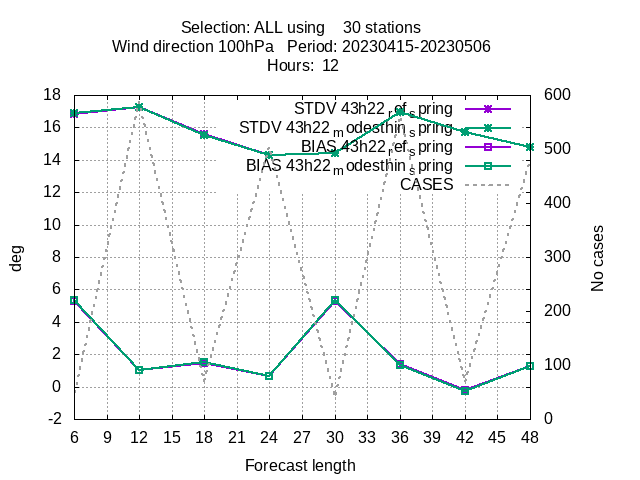 Selection: ALL using 30 stations
Wind direction 100hPa Period: 20230415-20230506
Hours: 12
STDV 43h22_ref_spring
STDV 43h22_modesthin_spring
BIAS 43h22_ref_spring
BIAS 43h22_modesthin_spring
CASES
18
16
14
12
10
8
6
4
2
0
-2
deg
600
500
400
300
200
100
0
No cases
6 9 12 15 18 21 24 27 30 33 36 39 42 45 48
Forecast length